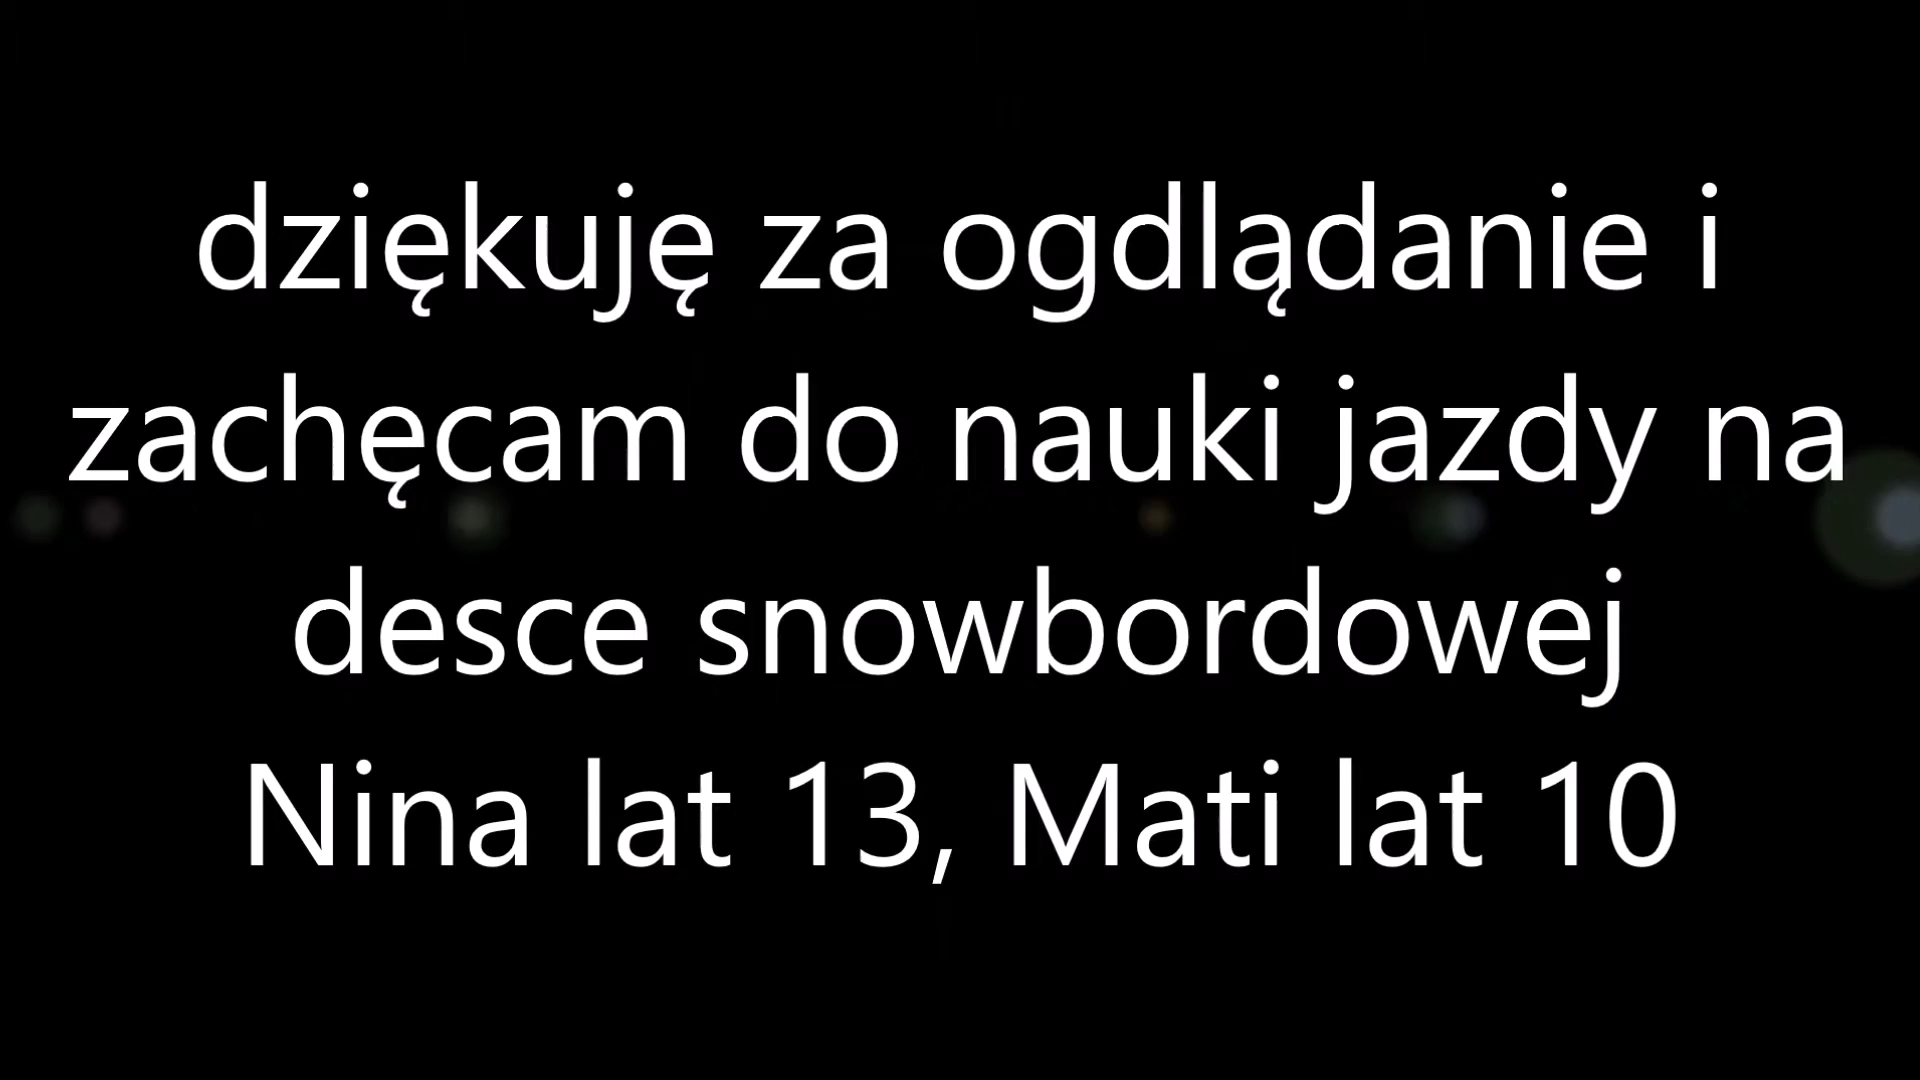 dziękuję za ogdlądanie i
zachęcam do nauki jazdy na
desce snowbordowej
Nina lat 13, Mati lat 10